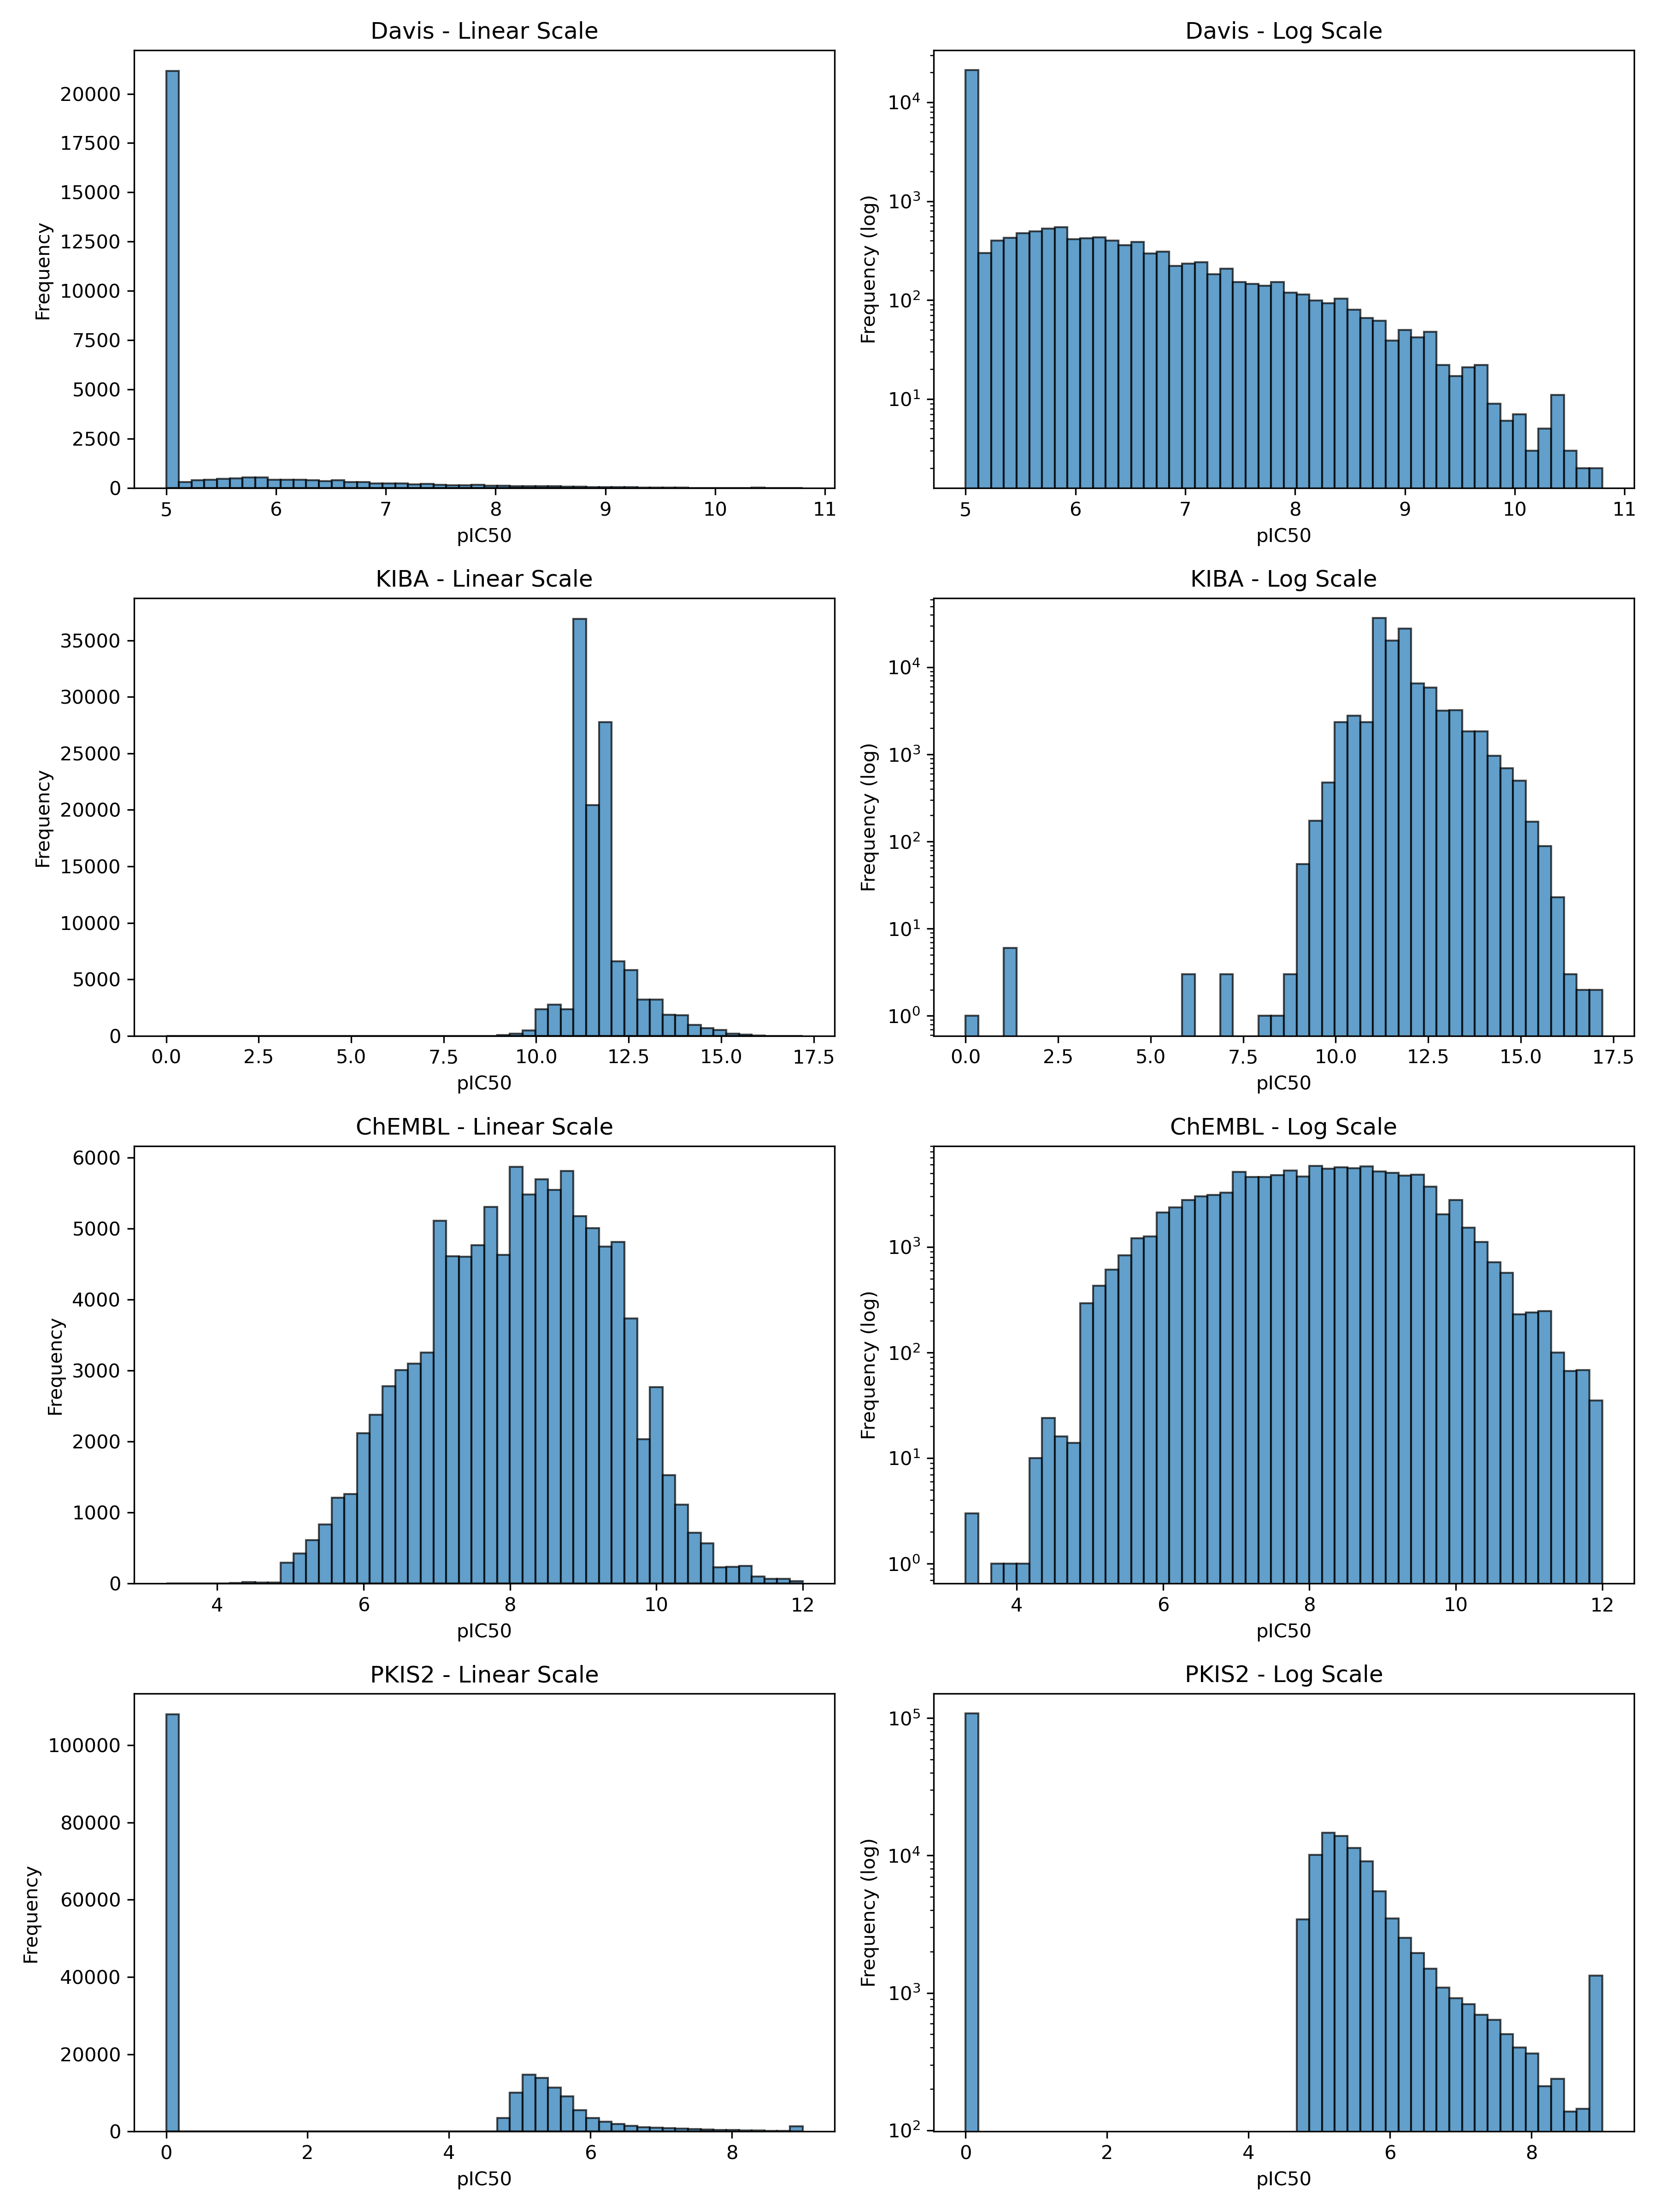 Davis - Linear Scale
Frequency
20000
17500
15000
12500
10000
7500
5000
2500
0
5 6 7 8 9 10 11
pIC50
Davis - Log Scale
Frequency (log)
10⁴
10³
10²
10¹
5 6 7 8 9 10 11
pIC50
KIBA - Linear Scale
Frequency
35000
30000
25000
20000
15000
10000
5000
0
0.0 2.5 5.0 7.5 10.0 12.5 15.0 17.5
pIC50
KIBA - Log Scale
Frequency (log)
10⁴
10³
10²
10¹
10⁰
0.0 2.5 5.0 7.5 10.0 12.5 15.0 17.5
pIC50
ChEMBL - Linear Scale
Frequency
6000
5000
4000
3000
2000
1000
0
4 6 8 10 12
pIC50
ChEMBL - Log Scale
Frequency (log)
10³
10²
10¹
10⁰
4 6 8 10 12
pIC50
PKIS2 - Linear Scale
Frequency
100000
80000
60000
40000
20000
0
0 2 4 6 8
pIC50
PKIS2 - Log Scale
Frequency (log)
10⁵
10⁴
10³
10²
0 2 4 6 8
pIC50